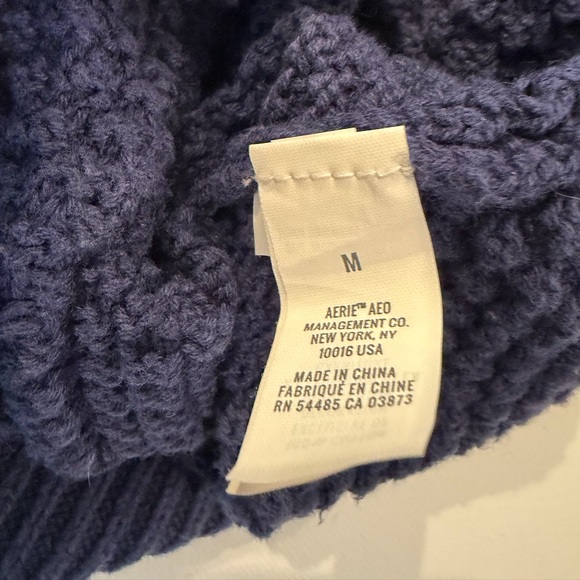 M
AERIE™ AEO
MANAGEMENT CO.
NEW YORK, NY
10016 USA
MADE IN CHINA
FABRIQUÉ EN CHINE
RN 54485 CA 03873